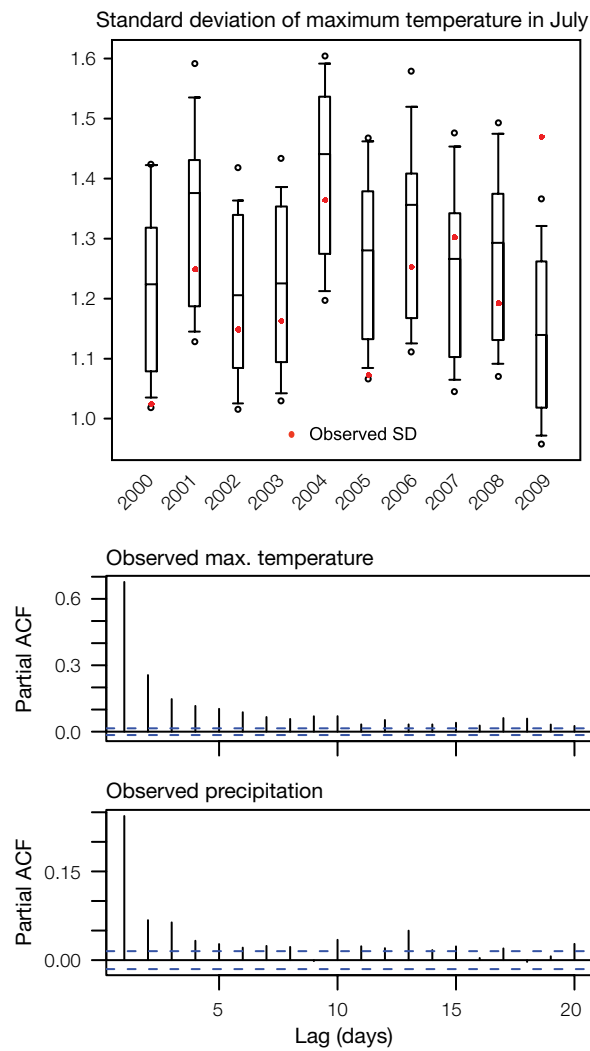 Standard deviation of maximum temperature in July
1.6
1.5
1.4
1.3
1.2
1.1
1.0
Observed SD
2000 2001 2002 2003 2004 2005 2006 2007 2008 2009
Observed max. temperature
Partial ACF
0.6
0.3
0.0
Observed precipitation
Partial ACF
0.15
0.00
5 10 15 20
Lag (days)